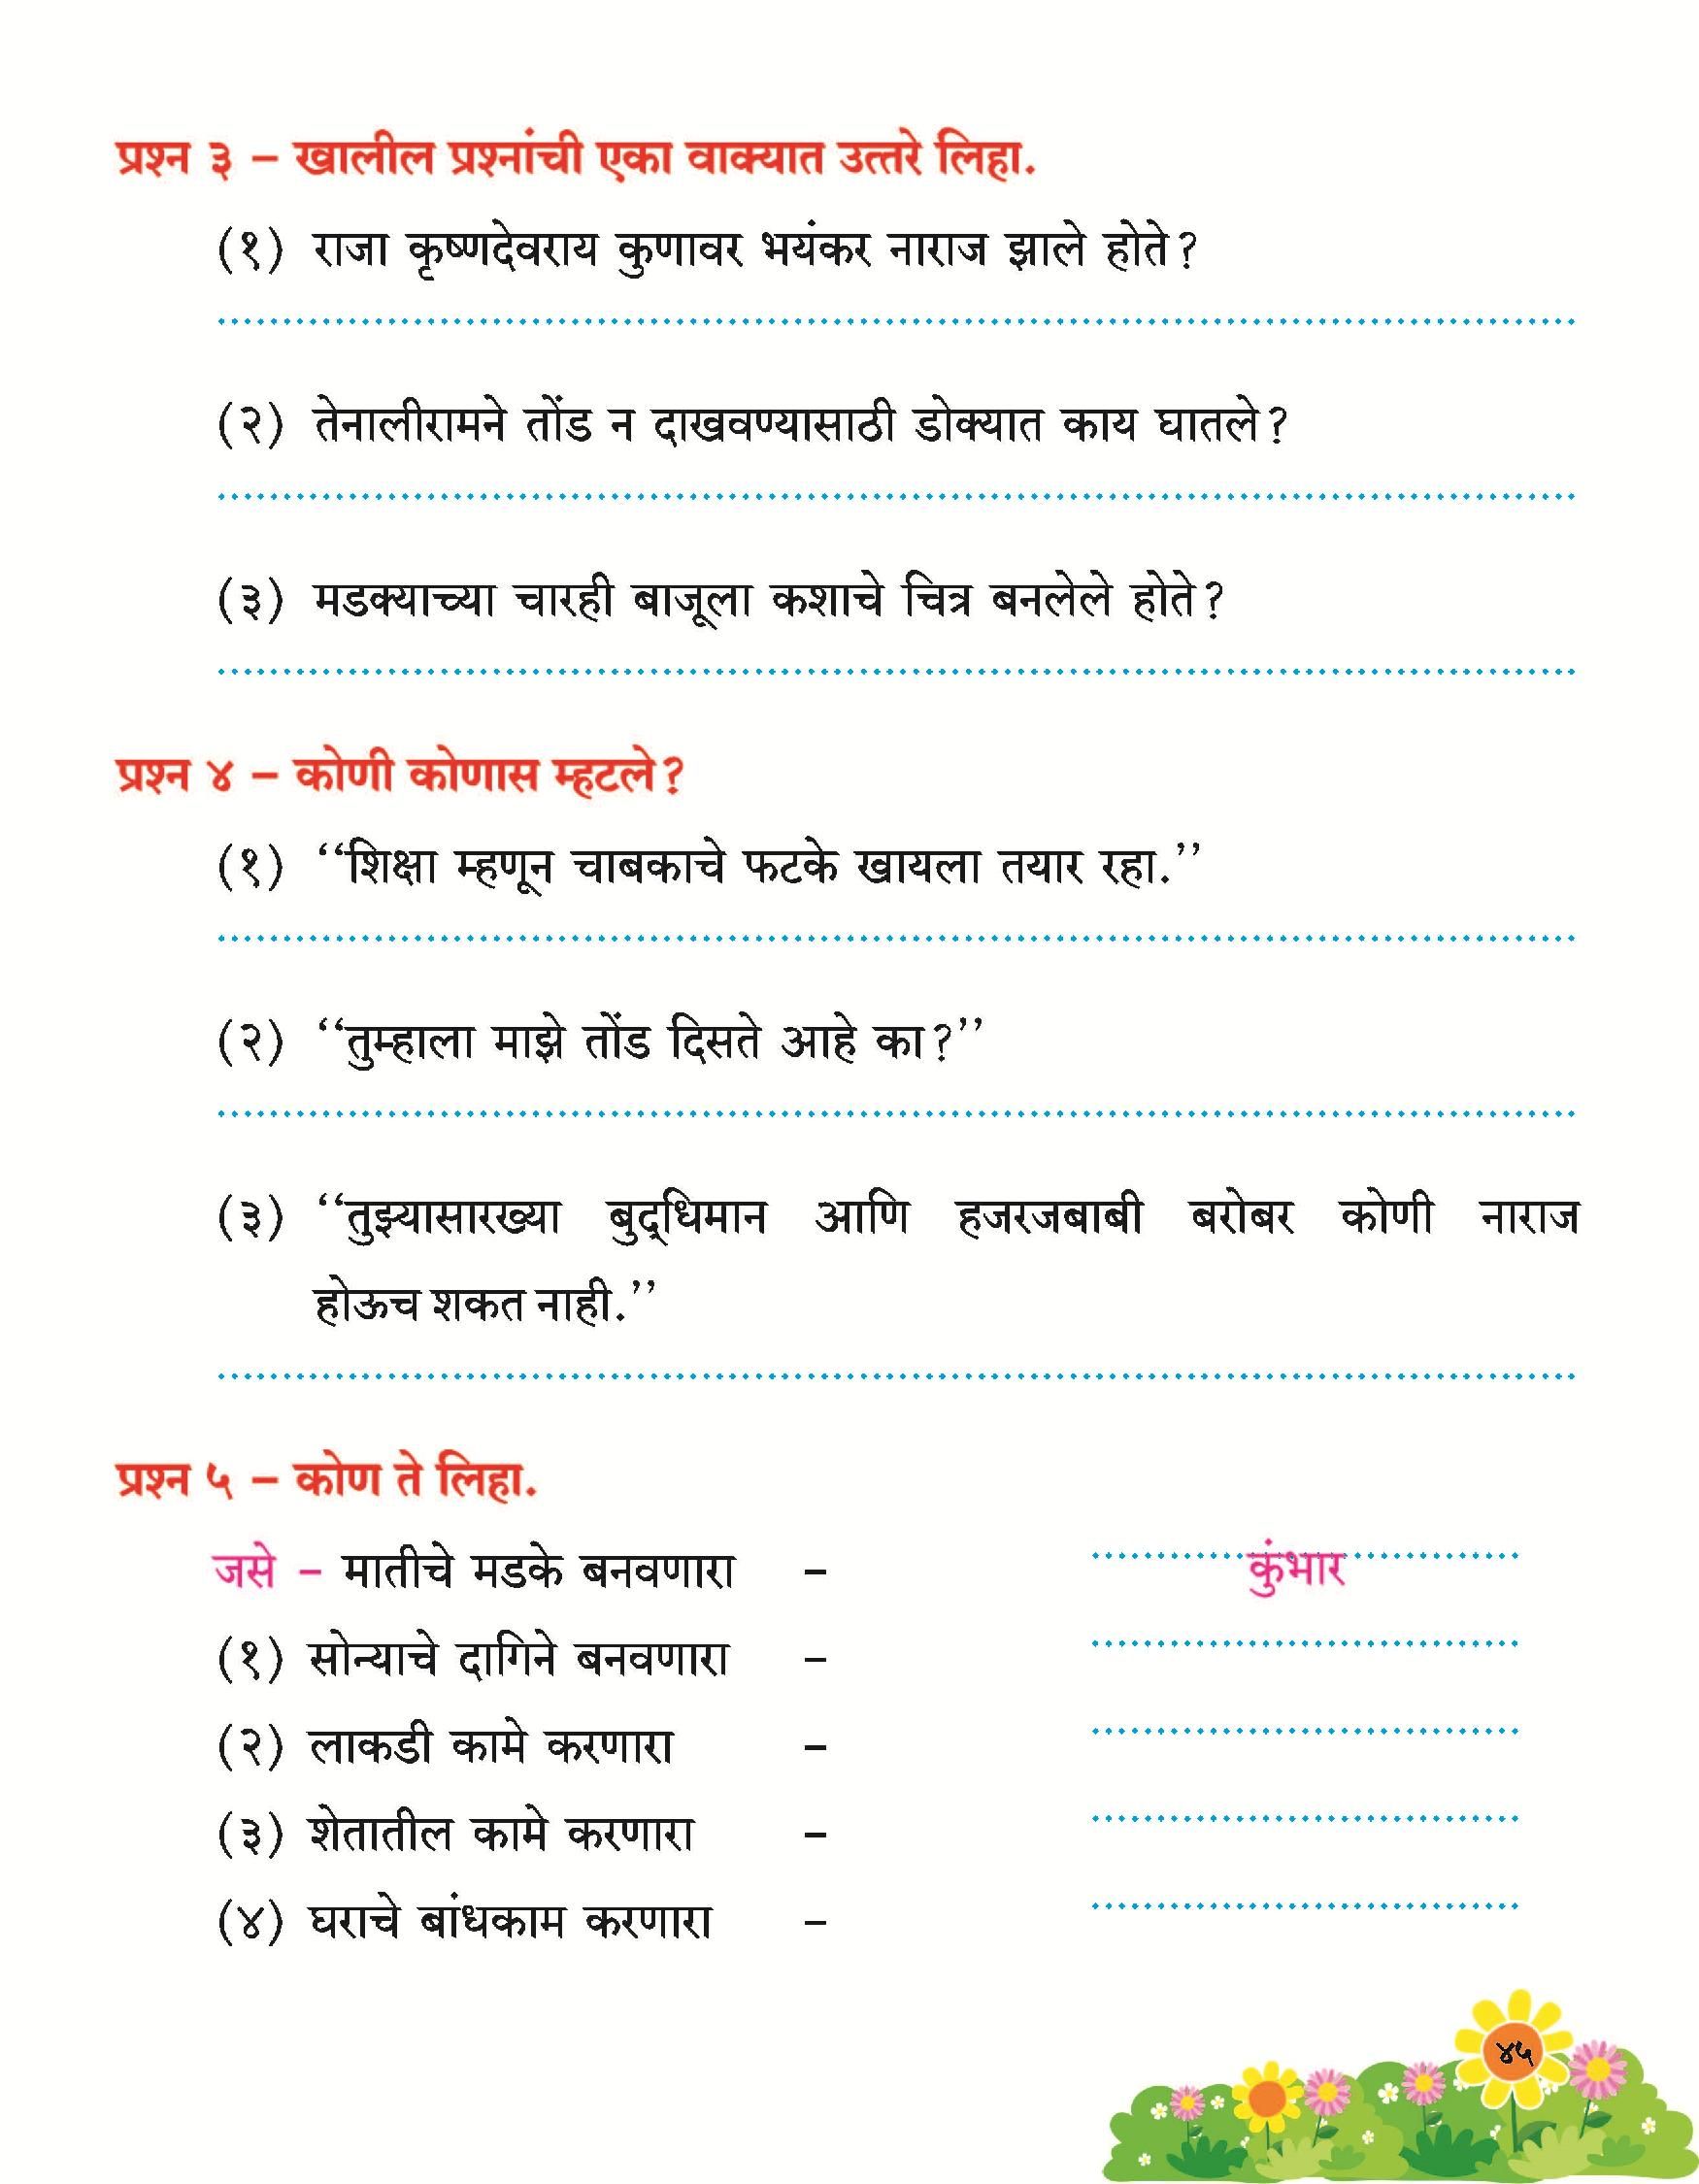 प्रश्न ३ – खालील प्रश्नांची एका वाक्यात उत्तरे लिहा.
(१) राजा कृष्णदेवराय कुणावर भयंकर नाराज झाले होते?
(२) तेनालीरामने तोंड न दाखवण्यासाठी डोक्यात काय घातले?
(३) मडक्याच्या चारही बाजूला कशाचे चित्र बनलेले होते?
प्रश्न ४ – कोणी कोणास म्हटले?
(१) ‘‘शिक्षा म्हणून चाबकाचे फटके खायला तयार रहा.’’
(२) ‘‘तुम्हाला माझे तोंड दिसते आहे का?’’
(३) ‘‘तुझ्यासारख्या बुद्धिमान आणि हजरजबाबी बरोबर कोणी नाराज
होऊच शकत नाही.’’
प्रश्न ५ – कोण ते लिहा.
जसे – मातीचे मडके बनवणारा – कुंभार
(१) सोन्याचे दागिने बनवणारा –
(२) लाकडी कामे करणारा –
(३) शेतातील कामे करणारा –
(४) घराचे बांधकाम करणारा –
४५